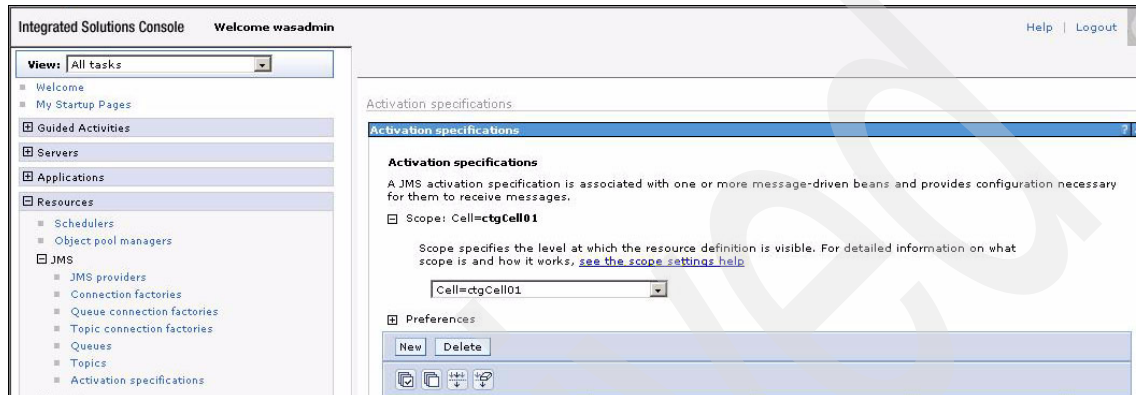 Integrated Solutions Console Welcome wasadmin
Help | Logout
View: All tasks
Welcome
My Startup Pages
Guided Activities
Servers
Applications
Resources
Schedulers
Object pool managers
JMS
JMS providers
Connection factories
Queue connection factories
Topic connection factories
Queues
Topics
Activation specifications
Activation specifications
Activation specifications
?
Activation specifications
A JMS activation specification is associated with one or more message-driven beans and provides configuration necessary
for them to receive messages.
Scope: Cell=ctgCell01
Scope specifies the level at which the resource definition is visible. For detailed information on what
scope is and how it works, see the scope settings help
Cell=ctgCell01
Preferences
New Delete